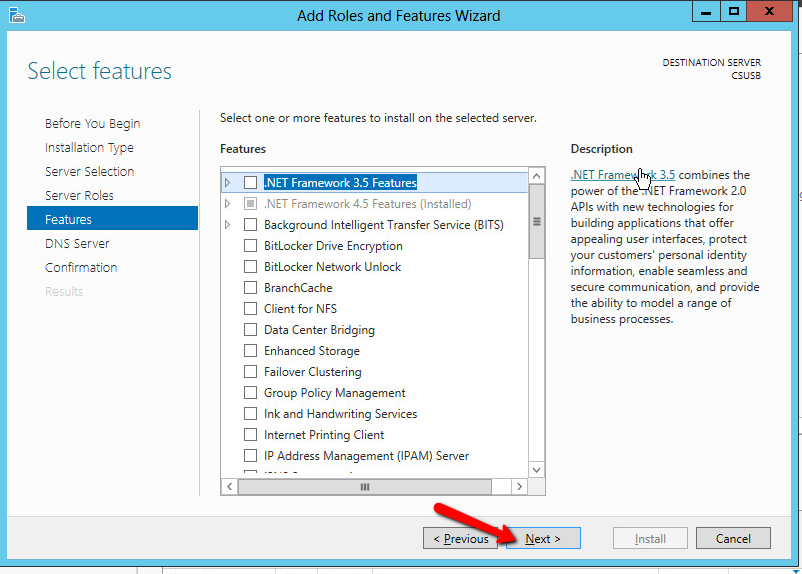 Add Roles and Features Wizard
Select features
DESTINATION SERVER
CSUSB
Before You Begin
Installation Type
Server Selection
Server Roles
Features
DNS Server
Confirmation
Results
Select one or more features to install on the selected server.
Features
.NET Framework 3.5 Features
.NET Framework 4.5 Features (Installed)
Background Intelligent Transfer Service (BITS)
BitLocker Drive Encryption
BitLocker Network Unlock
BranchCache
Client for NFS
Data Center Bridging
Enhanced Storage
Failover Clustering
Group Policy Management
Ink and Handwriting Services
Internet Printing Client
IP Address Management (IPAM) Server
Description
.NET Framework 3.5 combines the
power of the .NET Framework 2.0
APIs with new technologies for
building applications that offer
appealing user interfaces, protect
your customers' personal identity
information, enable seamless and
secure communication, and provide
the ability to model a range of
business processes.
< Previous
Next >
Install
Cancel